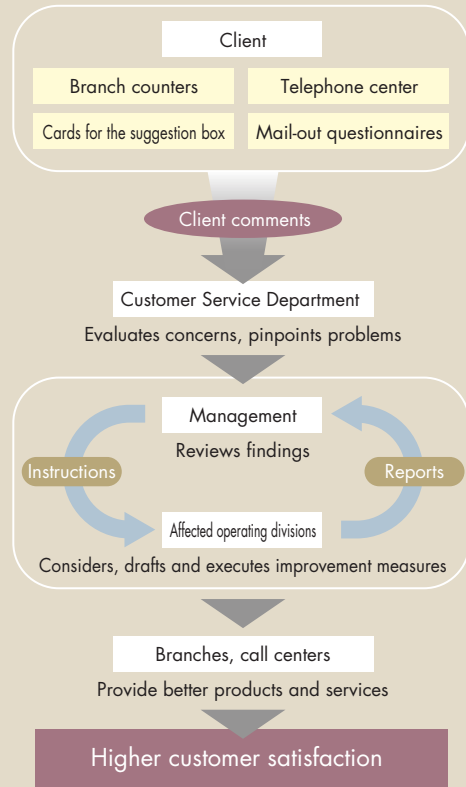 Client
Branch counters
Telephone center
Cards for the suggestion box
Mail-out questionnaires
Client comments
Customer Service Department
Evaluates concerns, pinpoints problems
Management
Reviews findings
Instructions
Reports
Affected operating divisions
Considers, drafts and executes improvement measures
Branches, call centers
Provide better products and services
Higher customer satisfaction